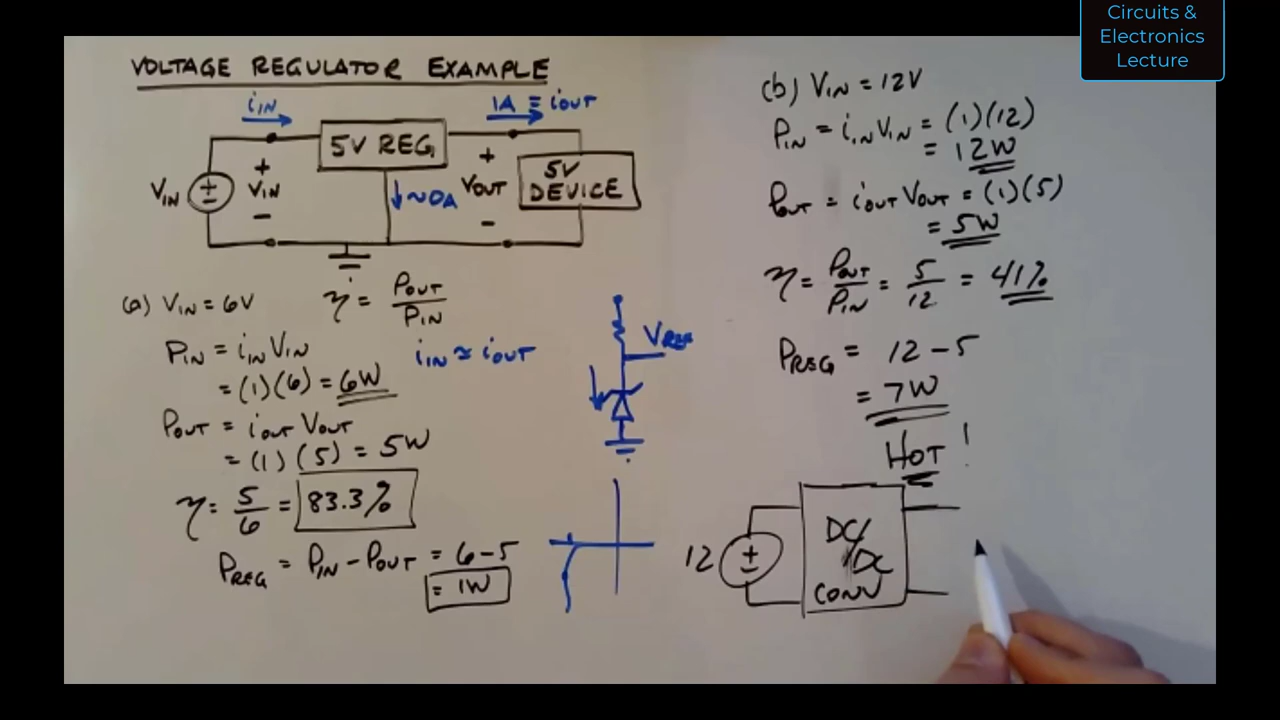 Circuits &
Electronics
Lecture
VOLTAGE REGULATOR EXAMPLE
iIN
1A = iOUT
5V REG.
VIN
+
VIN
-
↓ ~0A
+
VOUT
-
5V
DEVICE
(a) VIN = 6V
η = POUT/PIN
PIN = iIN VIN
= (1)(6) = 6W
iIN ≈ iOUT
POUT = iOUT VOUT
= (1)(5) = 5W
η = 5/6 = 83.3%
PREG = PIN - POUT = 6 - 5
= 1W
VREF
(b) VIN = 12V
PIN = iIN VIN = (1)(12)
= 12W
POUT = iOUT VOUT = (1)(5)
= 5W
η = POUT/PIN = 5/12 = 41%
PREG = 12 - 5
= 7W
HOT!
12
DC/DC
CONV